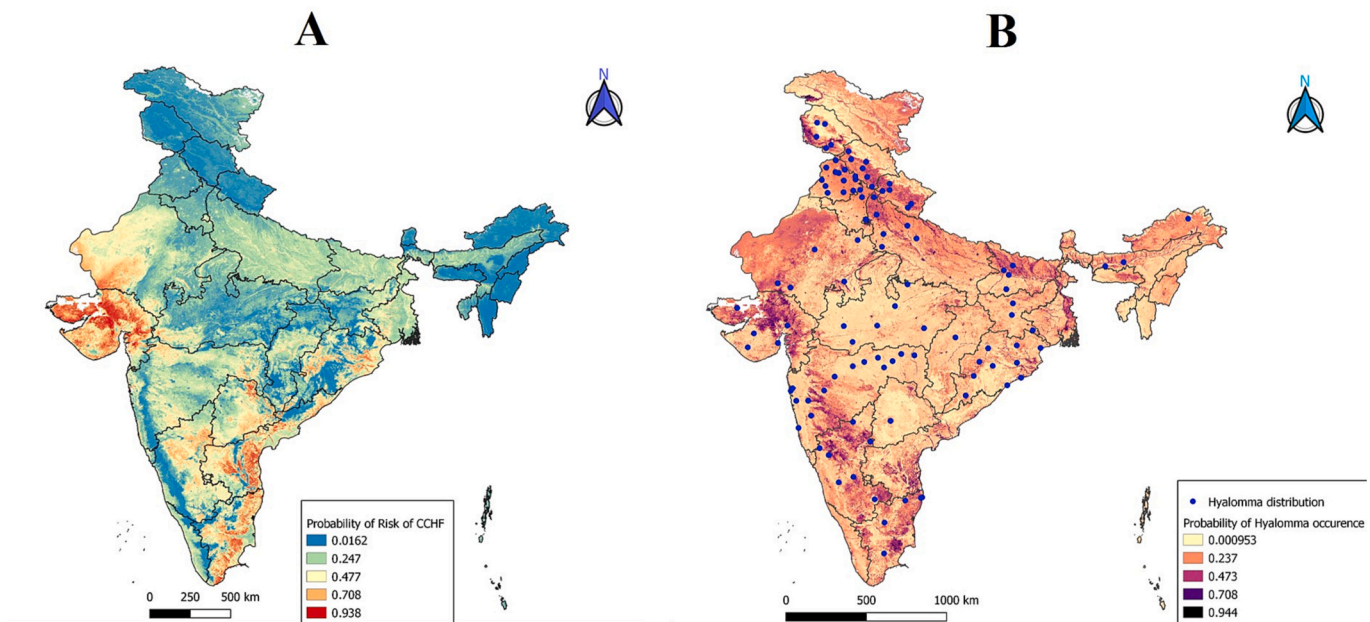 A
B
N
N
Probability of Risk of CCHF
0.0162
0.247
0.477
0.708
0.938
0 250 500 km
Hyalomma distribution
Probability of Hyalomma occurence
0.000953
0.237
0.473
0.708
0.944
0 500 1000 km